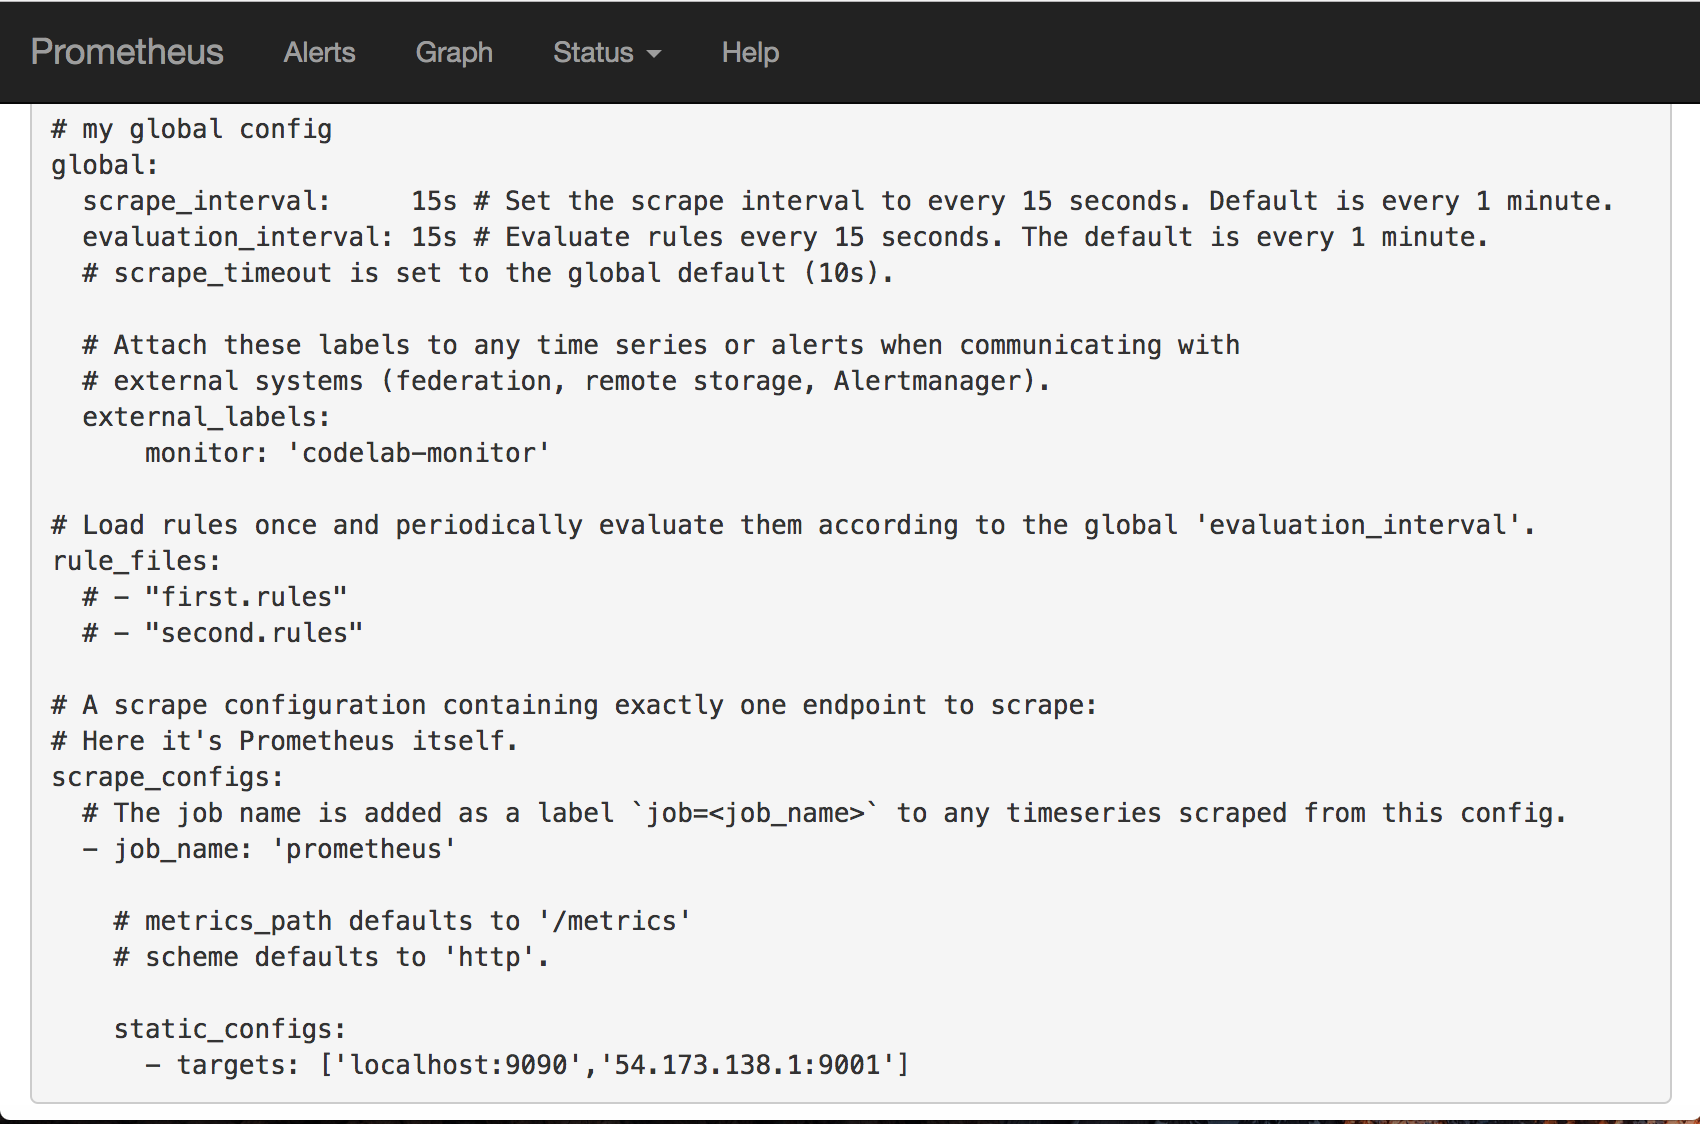 Prometheus Alerts Graph Status Help
# my global config
global:
  scrape_interval:     15s # Set the scrape interval to every 15 seconds. Default is every 1 minute.
  evaluation_interval: 15s # Evaluate rules every 15 seconds. The default is every 1 minute.
  # scrape_timeout is set to the global default (10s).

  # Attach these labels to any time series or alerts when communicating with
  # external systems (federation, remote storage, Alertmanager).
  external_labels:
      monitor: 'codelab-monitor'

# Load rules once and periodically evaluate them according to the global 'evaluation_interval'.
rule_files:
  # - "first.rules"
  # - "second.rules"

# A scrape configuration containing exactly one endpoint to scrape:
# Here it's Prometheus itself.
scrape_configs:
  # The job name is added as a label `job=<job_name>` to any timeseries scraped from this config.
  - job_name: 'prometheus'

    # metrics_path defaults to '/metrics'
    # scheme defaults to 'http'.

    static_configs:
      - targets: ['localhost:9090','54.173.138.1:9001']